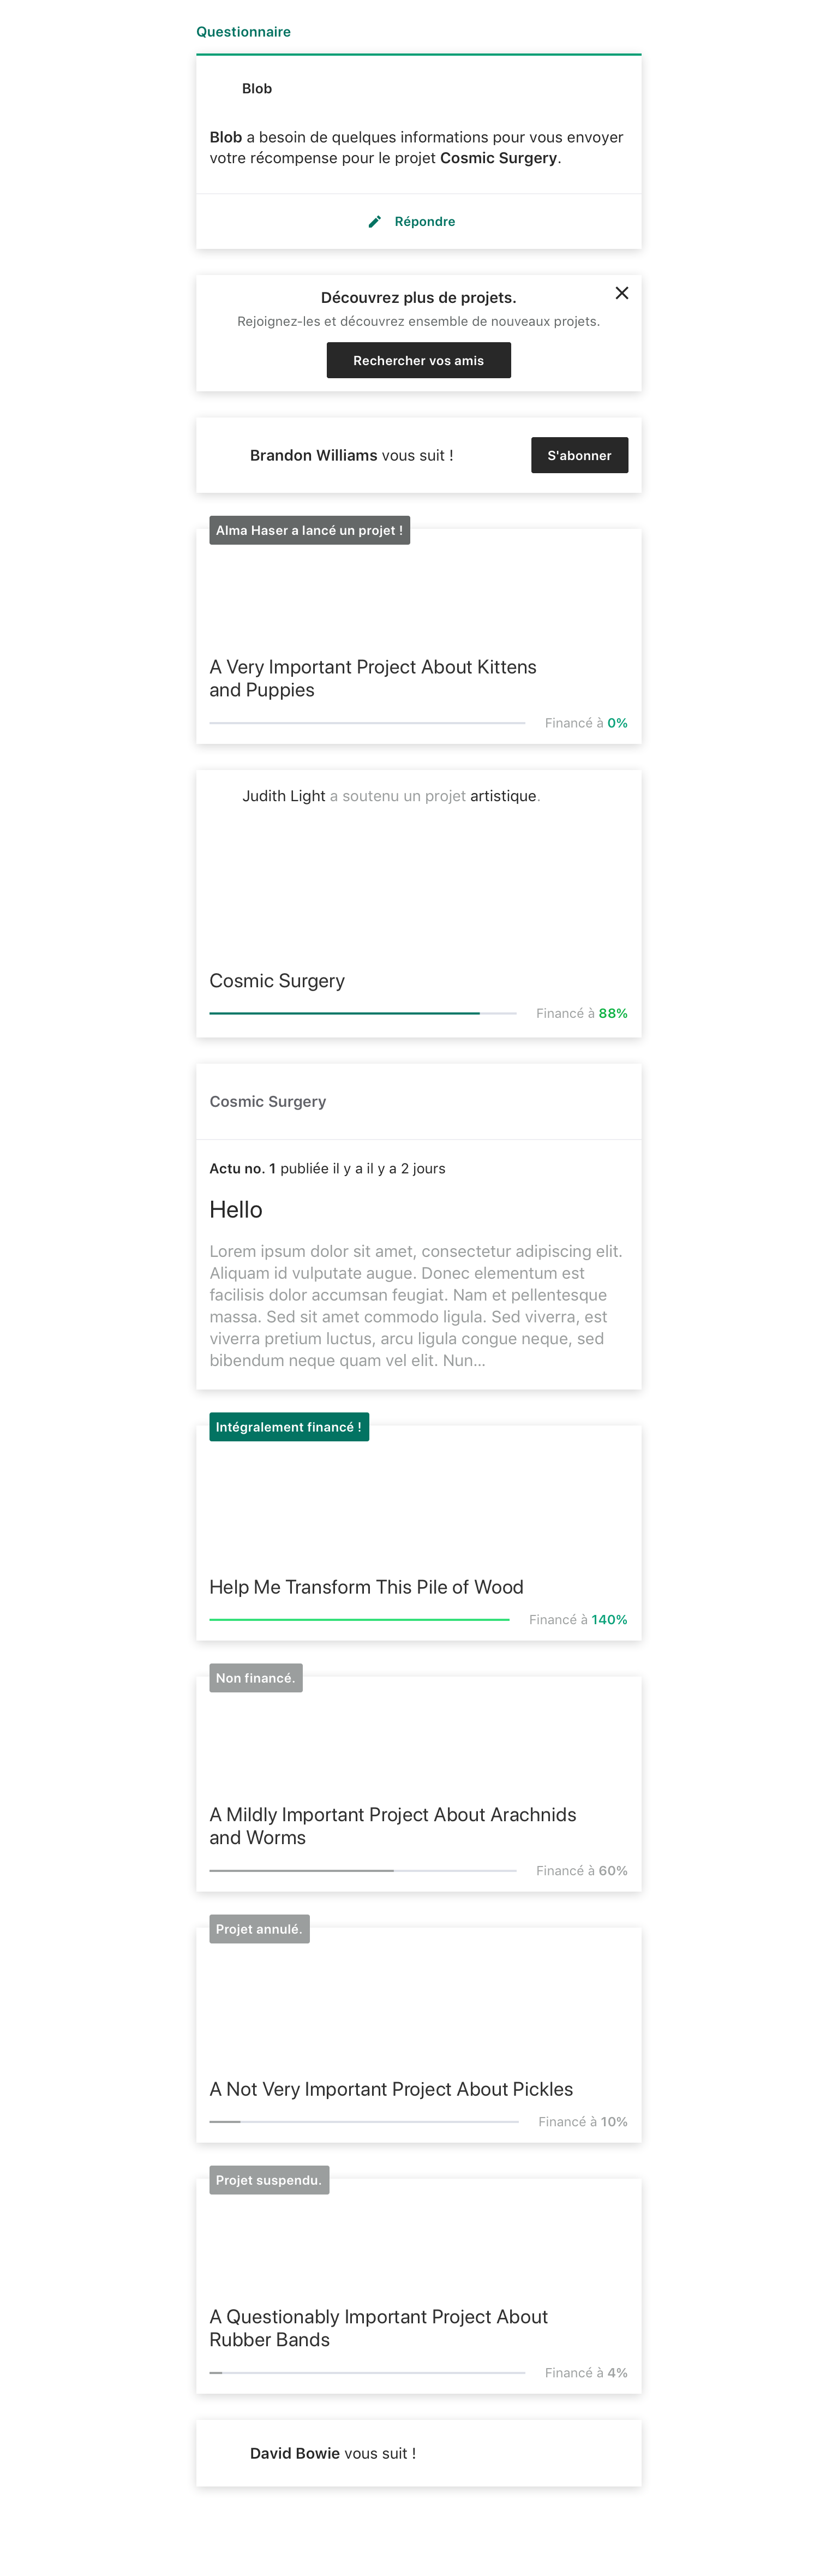 Questionnaire
Blob
Blob a besoin de quelques informations pour vous envoyer
votre récompense pour le projet Cosmic Surgery.
Répondre
Découvrez plus de projets.
Rejoignez-les et découvrez ensemble de nouveaux projets.
Rechercher vos amis
Brandon Williams vous suit !
S'abonner
Alma Haser a lancé un projet !
A Very Important Project About Kittens
and Puppies
Financé à 0%
Judith Light a soutenu un projet artistique.
Cosmic Surgery
Financé à 88%
Cosmic Surgery
Actu no. 1 publiée il y a il y a 2 jours
Hello
Lorem ipsum dolor sit amet, consectetur adipiscing elit.
Aliquam id vulputate augue. Donec elementum est
facilisis dolor accumsan feugiat. Nam et pellentesque
massa. Sed sit amet commodo ligula. Sed viverra, est
viverra pretium luctus, arcu ligula congue neque, sed
bibendum neque quam vel elit. Nun...
Intégralement financé !
Help Me Transform This Pile of Wood
Financé à 140%
Non financé.
A Mildly Important Project About Arachnids
and Worms
Financé à 60%
Projet annulé.
A Not Very Important Project About Pickles
Financé à 10%
Projet suspendu.
A Questionably Important Project About
Rubber Bands
Financé à 4%
David Bowie vous suit !